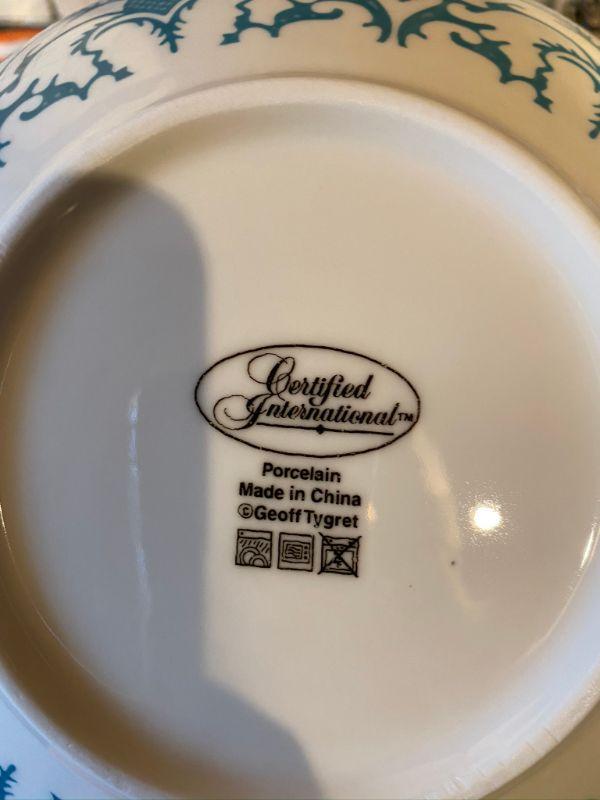 Certified
International™
Porcelain
Made in China
©Geoff Tygret